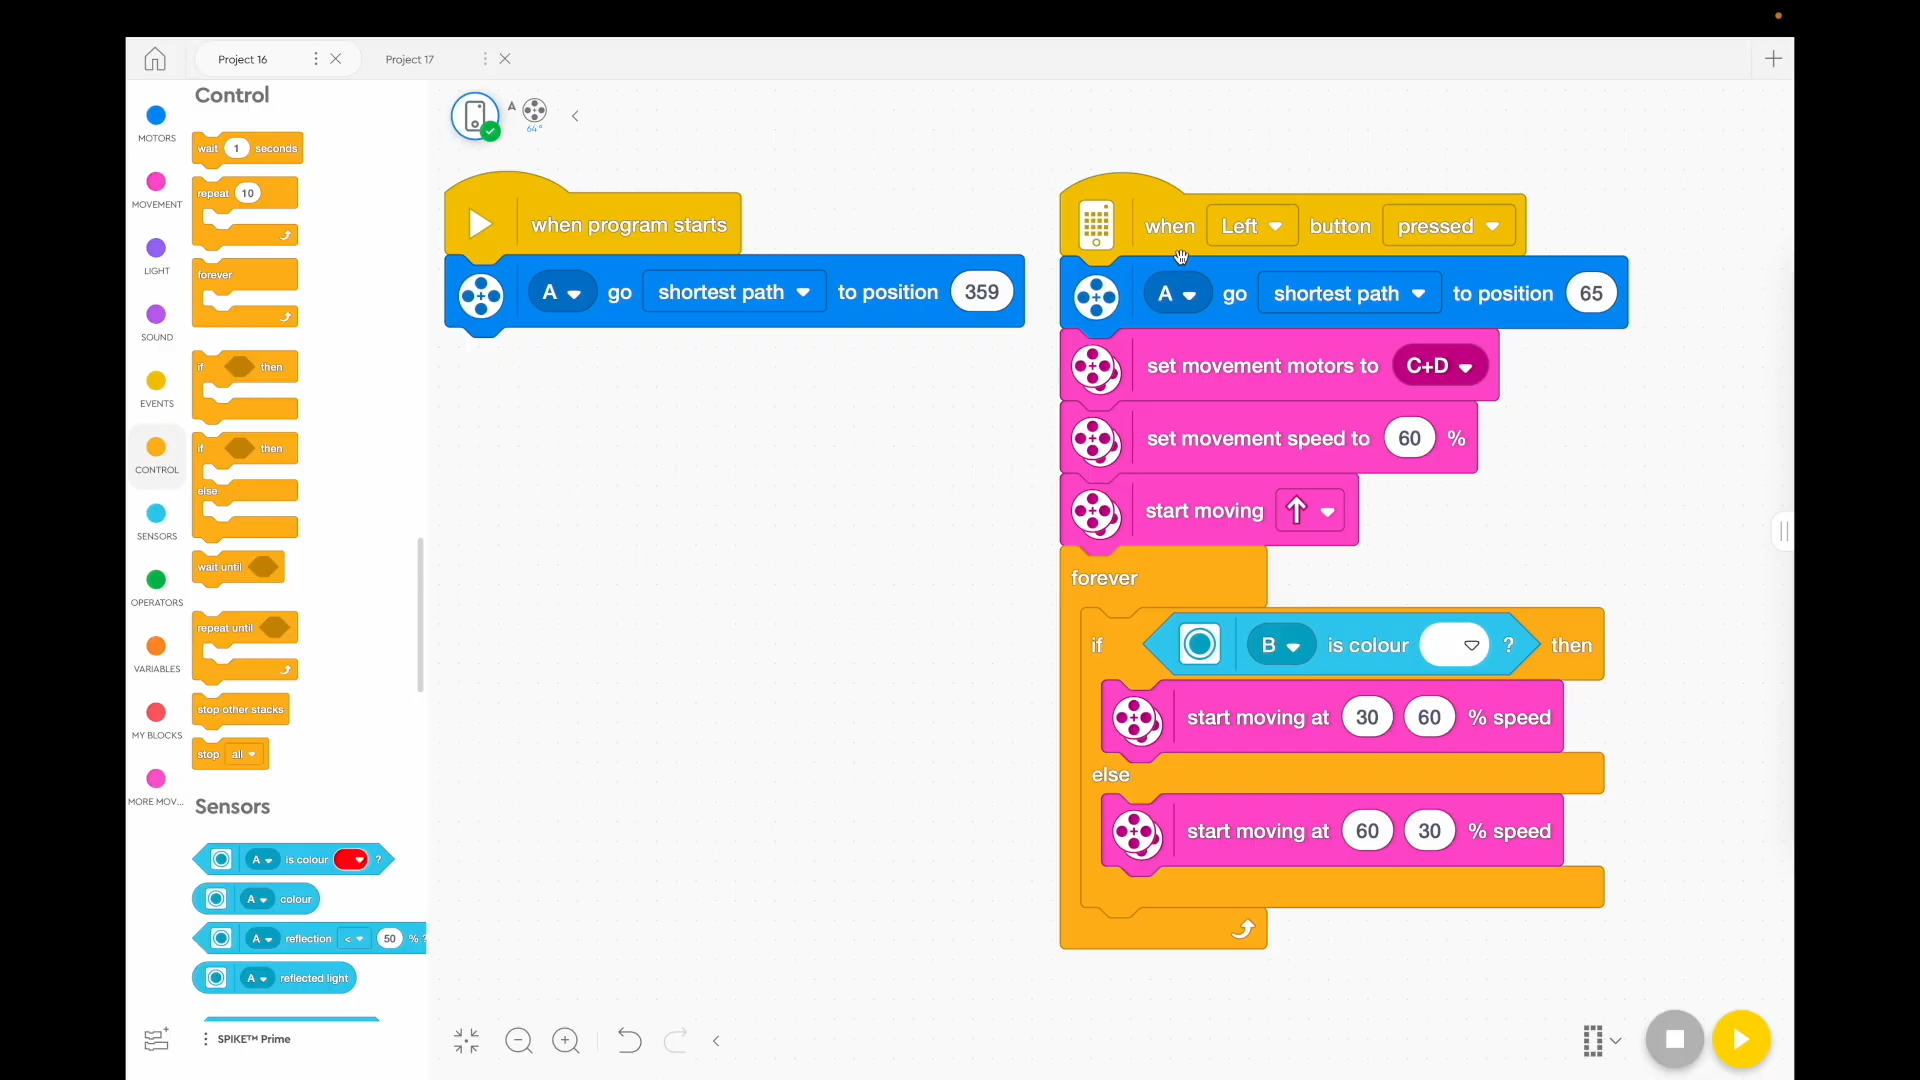 Project 16
Project 17
MOTORS
MOVEMENT
LIGHT
SOUND
EVENTS
CONTROL
SENSORS
OPERATORS
VARIABLES
MY BLOCKS
MORE MOV...
Control
wait 1 seconds
repeat 10
forever
if then
if then
else
wait until
repeat until
stop other stacks
stop all
Sensors
A is colour ?
A colour
A reflection < 50 % ?
A reflected light
SPIKE™ Prime
A
64°
when program starts
A go shortest path to position 359
when Left button pressed
A go shortest path to position 65
set movement motors to C+D
set movement speed to 60 %
start moving
forever
if B is colour ? then
start moving at 30 60 % speed
else
start moving at 60 30 % speed